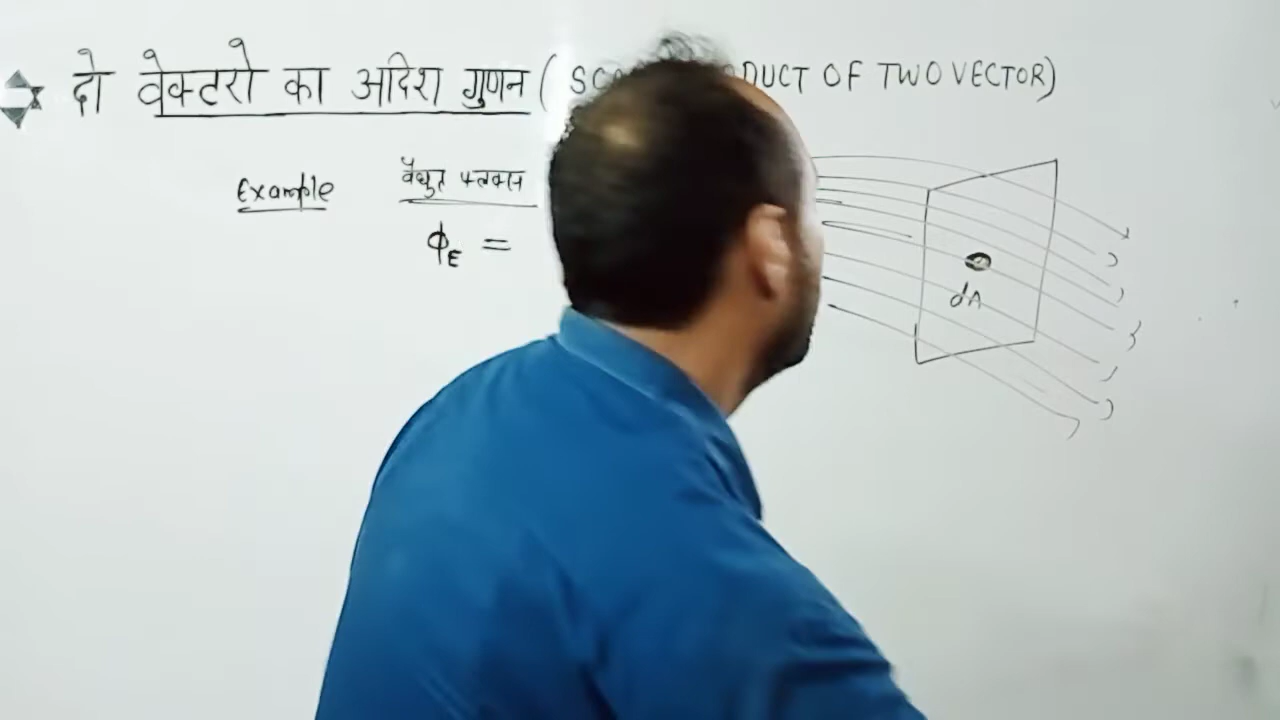 दो वेक्टरो का अदिश गुणन ( SC DUCT OF TWO VECTOR)
Example वैधुत फ्लक्स
ϕE =
dA